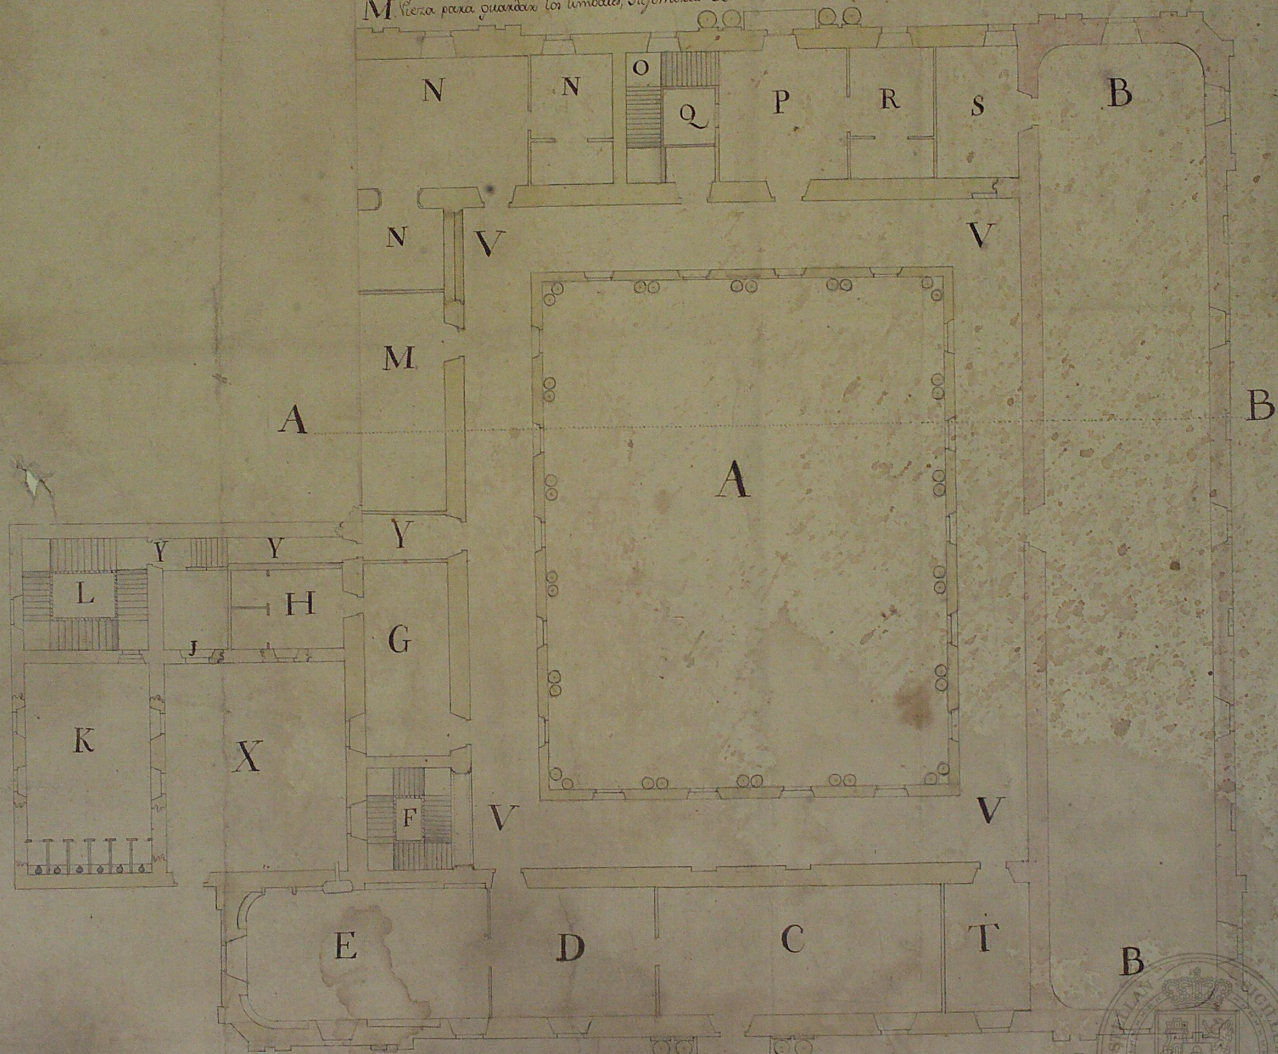 M. Pieza para guardar los timbales,
N N O Q P R S B
N V V
M
A A B
Y Y Y
L H
G
J
K X
F V V
E D C T B